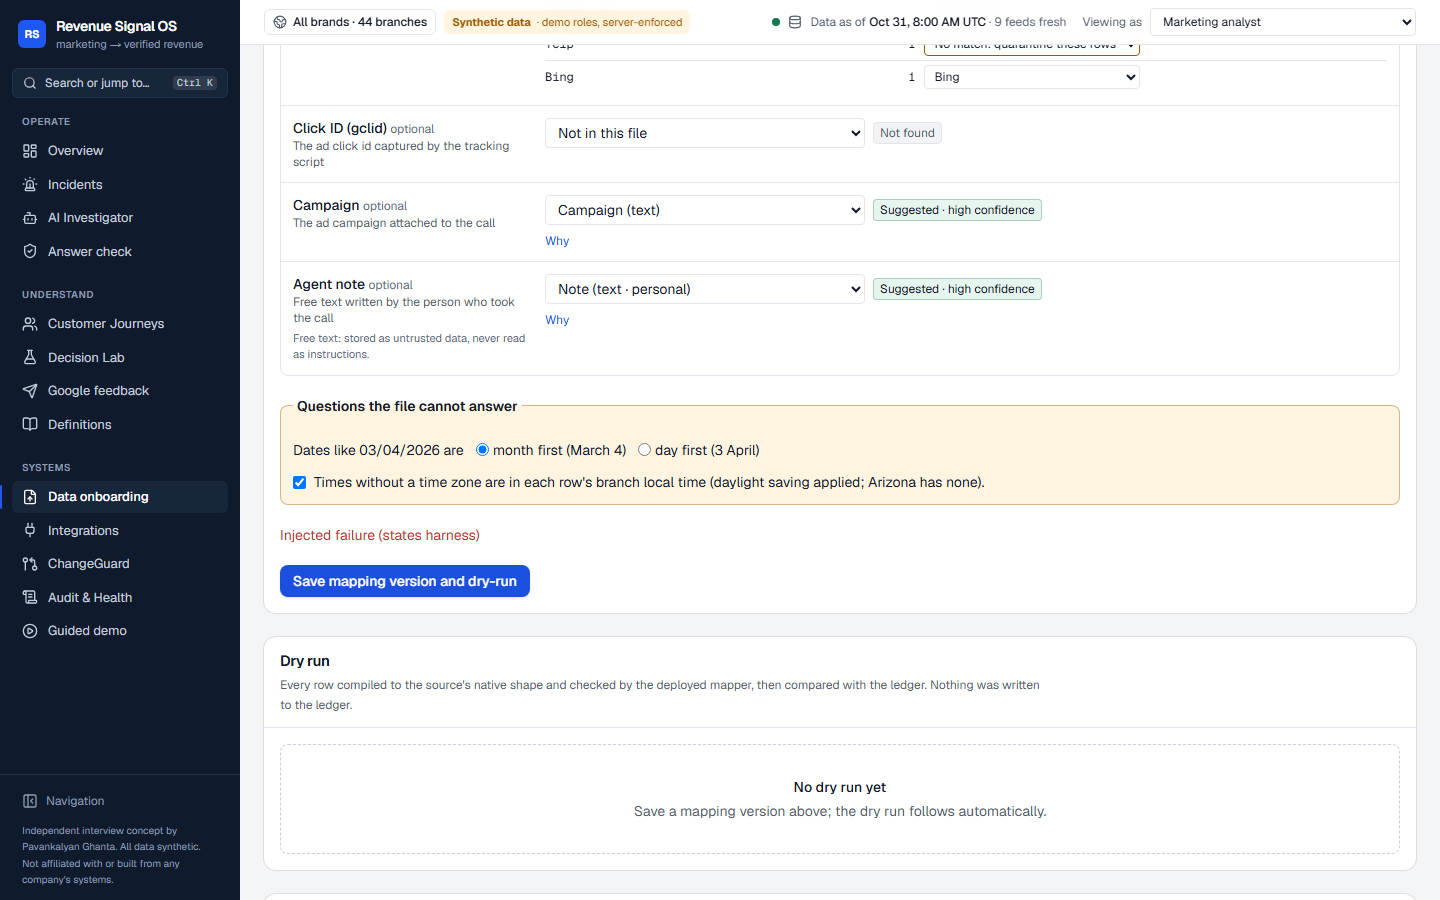 RS
Revenue Signal OS
marketing → verified revenue
Search or jump to...
Ctrl K
OPERATE
Overview
Incidents
AI Investigator
Answer check
UNDERSTAND
Customer Journeys
Decision Lab
Google feedback
Definitions
SYSTEMS
Data onboarding
Integrations
ChangeGuard
Audit & Health
Guided demo
Navigation
Independent interview concept by
Pavankalyan Ghanta. All data synthetic.
Not affiliated with or built from any
company's systems.
All brands · 44 branches
Synthetic data · demo roles, server-enforced
Data as of Oct 31, 8:00 AM UTC · 9 feeds fresh
Viewing as
Marketing analyst
Yelp 1 No match: quarantine these rows
Bing 1 Bing
Click ID (gclid) optional
The ad click id captured by the tracking
script
Not in this file
Not found
Campaign optional
The ad campaign attached to the call
Campaign (text)
Suggested · high confidence
Why
Agent note optional
Free text written by the person who took
the call
Free text: stored as untrusted data, never read
as instructions.
Note (text · personal)
Suggested · high confidence
Why
Questions the file cannot answer
Dates like 03/04/2026 are month first (March 4) day first (3 April)
Times without a time zone are in each row's branch local time (daylight saving applied; Arizona has none).
Injected failure (states harness)
Save mapping version and dry-run
Dry run
Every row compiled to the source's native shape and checked by the deployed mapper, then compared with the ledger. Nothing was written
to the ledger.
No dry run yet
Save a mapping version above; the dry run follows automatically.